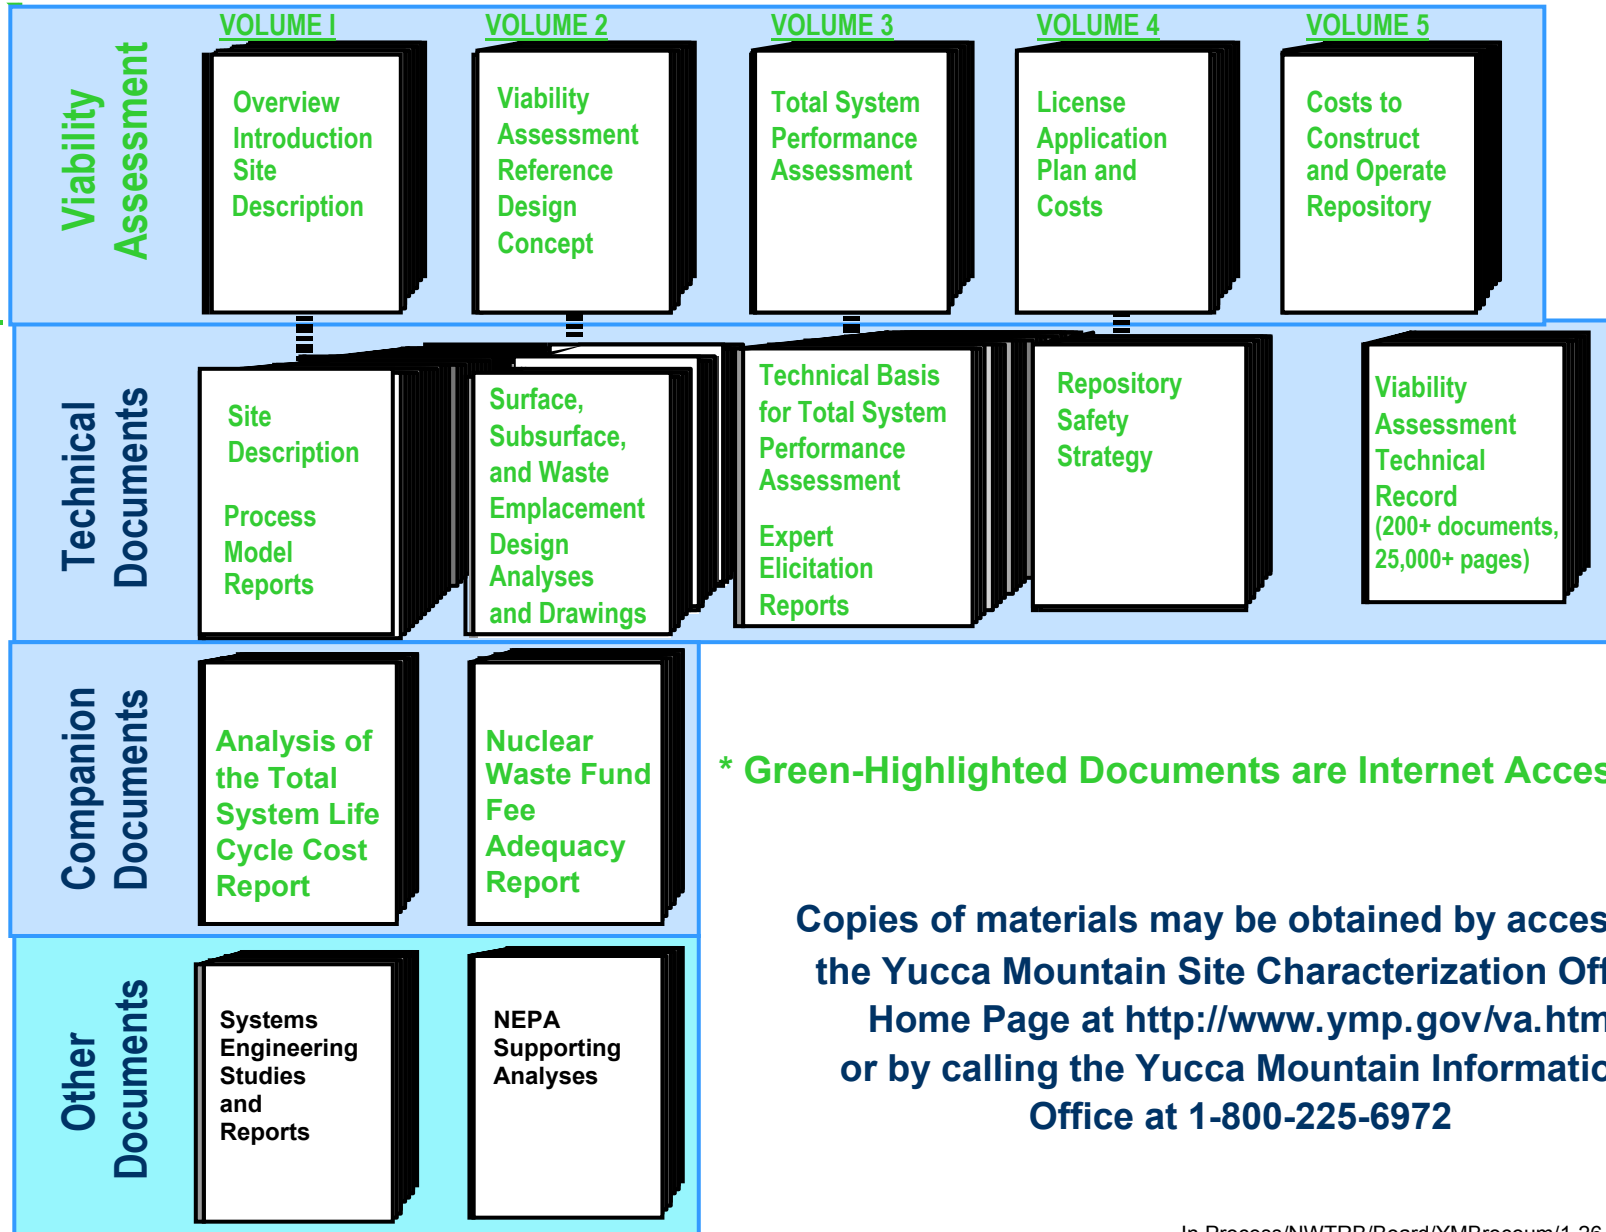 Viability
Assessment
VOLUME I
Overview
Introduction
Site
Description
VOLUME 2
Viability
Assessment
Reference
Design
Concept
VOLUME 3
Total System
Performance
Assessment
VOLUME 4
License
Application
Plan and
Costs
VOLUME 5
Costs to
Construct
and Operate
Repository
Technical
Documents
Site
Description
Process
Model
Reports
Surface,
Subsurface,
and Waste
Emplacement
Design
Analyses
and Drawings
Technical Basis
for Total System
Performance
Assessment
Expert
Elicitation
Reports
Repository
Safety
Strategy
Viability
Assessment
Technical
Record
(200+ documents,
25,000+ pages)
Companion
Documents
Analysis of
the Total
System Life
Cycle Cost
Report
Nuclear
Waste Fund
Fee
Adequacy
Report
* Green-Highlighted Documents are Internet Acces
Copies of materials may be obtained by acces
the Yucca Mountain Site Characterization Off
Home Page at http://www.ymp.gov/va.htm
or by calling the Yucca Mountain Informatio
Office at 1-800-225-6972
Other
Documents
Systems
Engineering
Studies
and
Reports
NEPA
Supporting
Analyses